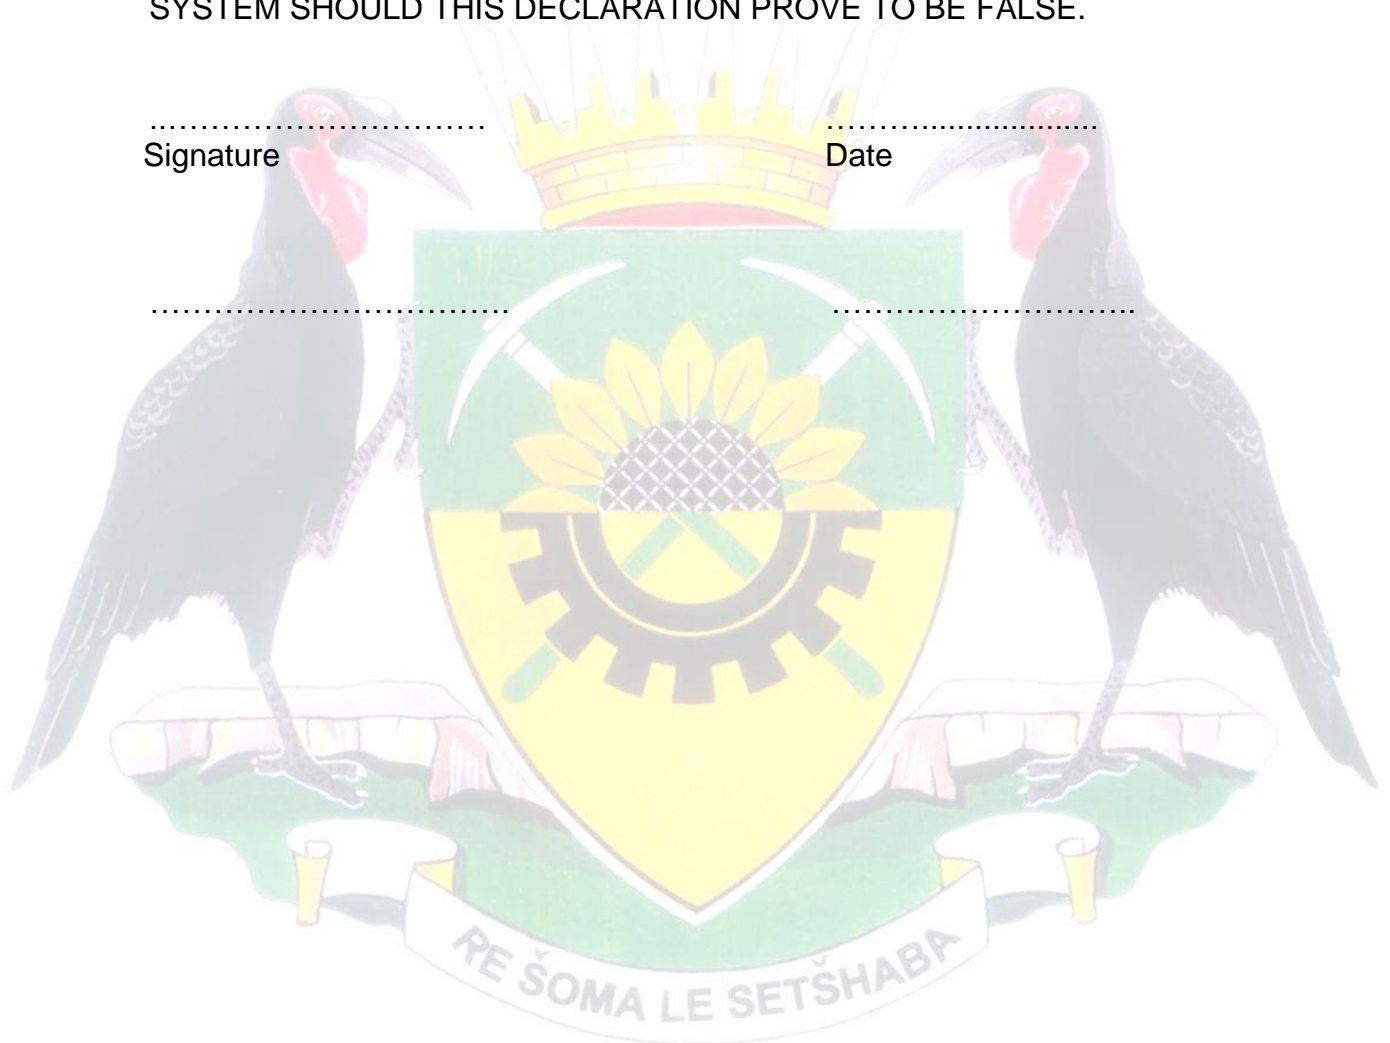 SYSTEM SHOULD THIS DECLARATION PROVE TO BE FALSE.
..………………………… ………...................
Signature Date
……………………………. ………………………..
RE ŠOMA LE SETŠHABA